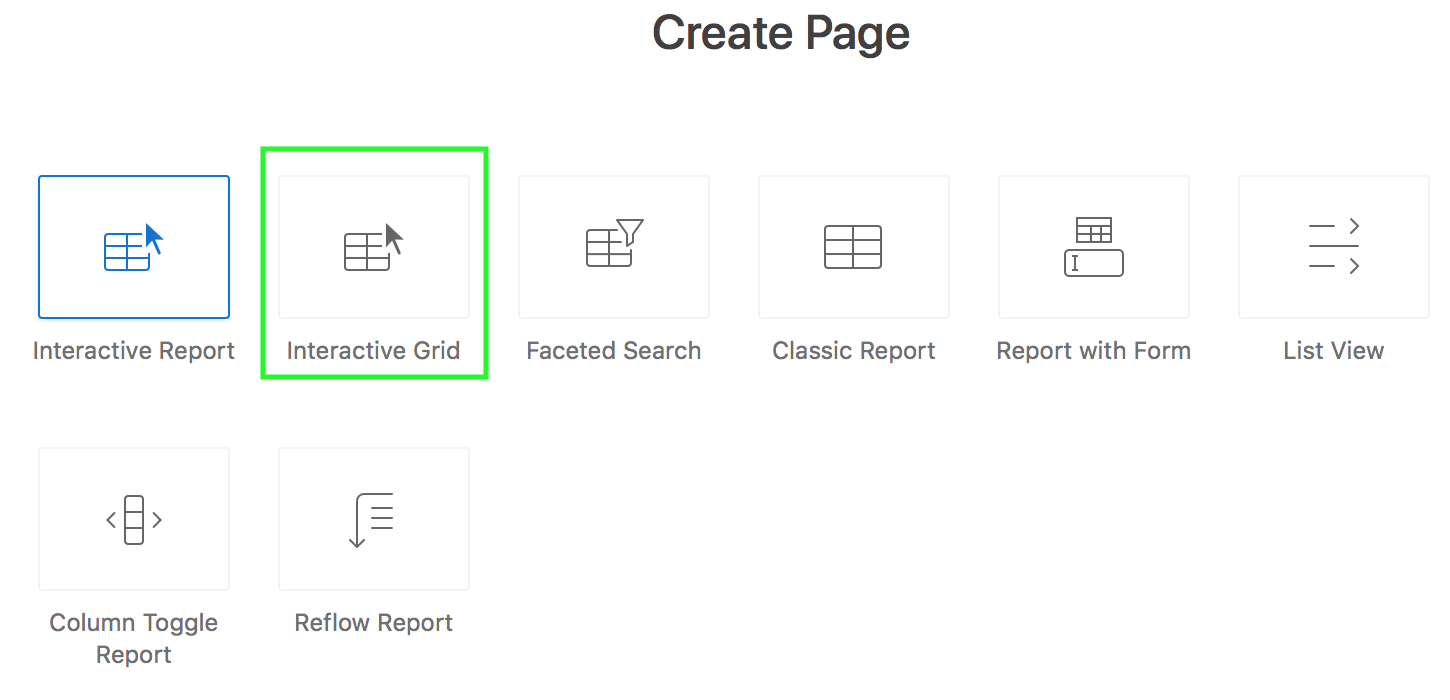 Create Page
Interactive Report
Interactive Grid
Faceted Search
Classic Report
Report with Form
List View
Column Toggle
Report
Reflow Report